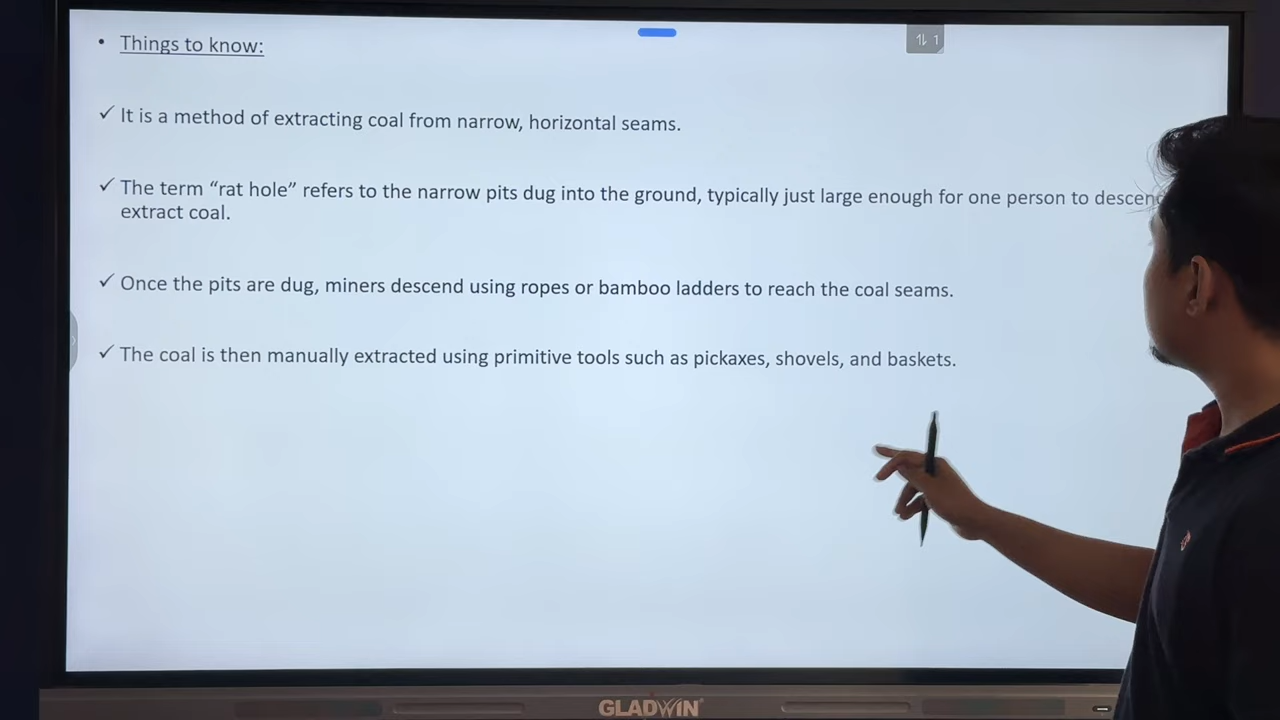 • Things to know:
✓ It is a method of extracting coal from narrow, horizontal seams.
✓ The term “rat hole” refers to the narrow pits dug into the ground, typically just large enough for one person to
extract coal.
✓ Once the pits are dug, miners descend using ropes or bamboo ladders to reach the coal seams.
✓ The coal is then manually extracted using primitive tools such as pickaxes, shovels, and baskets.
1
GLADWIN